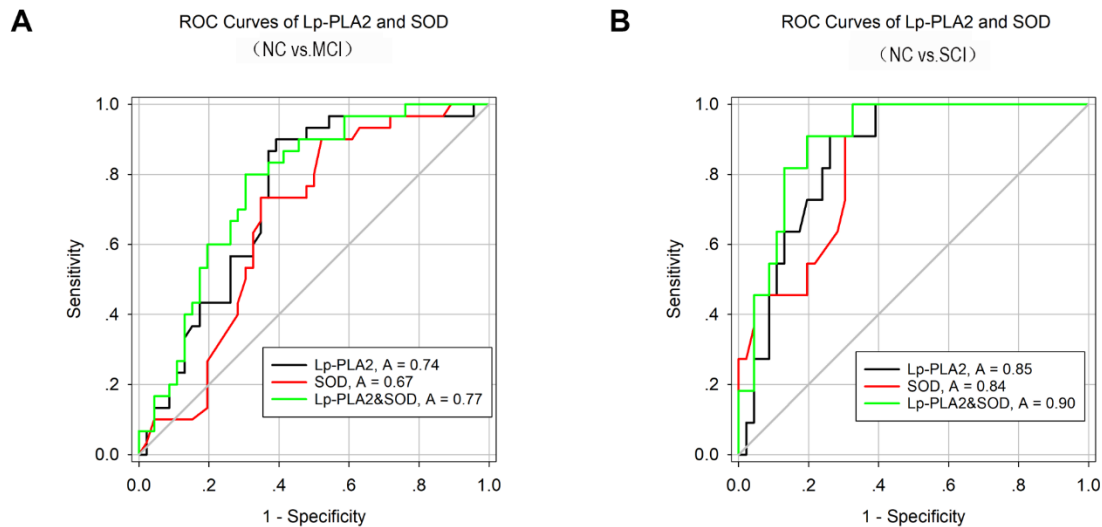 A
ROC Curves of Lp-PLA2 and SOD
（NC vs.MCI）
1.0
.8
.6
.4
.2
0.0
Sensitivity
Lp-PLA2, A = 0.74
SOD, A = 0.67
Lp-PLA2&SOD, A = 0.77
0.0 .2 .4 .6 .8 1.0
1 - Specificity
B
ROC Curves of Lp-PLA2 and SOD
（NC vs.SCI）
1.0
.8
.6
.4
.2
0.0
Sensitivity
Lp-PLA2, A = 0.85
SOD, A = 0.84
Lp-PLA2&SOD, A = 0.90
0.0 .2 .4 .6 .8 1.0
1 - Specificity